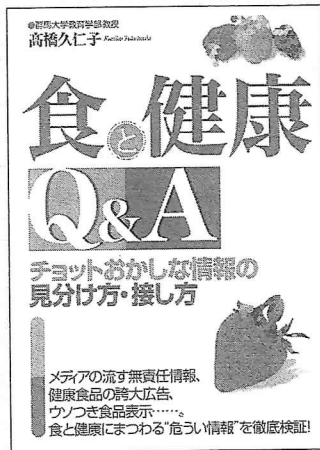 ●群馬大学教育学部教授
高橋久仁子 Kuniko Takahashi
食と健康
Q&A
チョットおかしな情報の
見分け方・接し方
メディアの流す無責任情報、
健康食品の誇大広告、
ウソつき食品表示……。
食と健康にまつわる“危うい情報”を徹底検証!